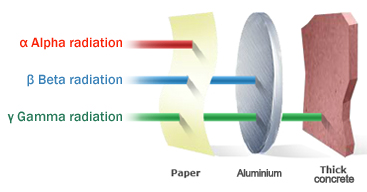 α Alpha radiation
β Beta radiation
γ Gamma radiation
Paper
Aluminium
Thick
concrete